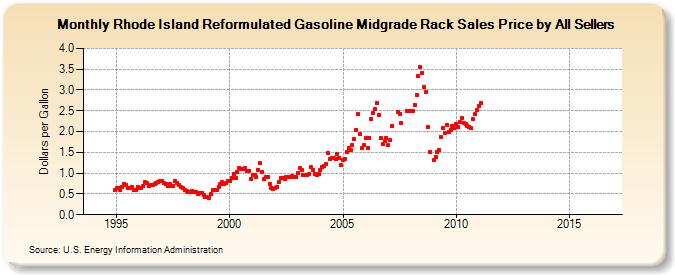 Monthly Rhode Island Reformulated Gasoline Midgrade Rack Sales Price by All Sellers
Dollars per Gallon
4.0
3.5
3.0
2.5
2.0
1.5
1.0
0.5
0.0
1995 2000 2005 2010 2015
Source: U.S. Energy Information Administration